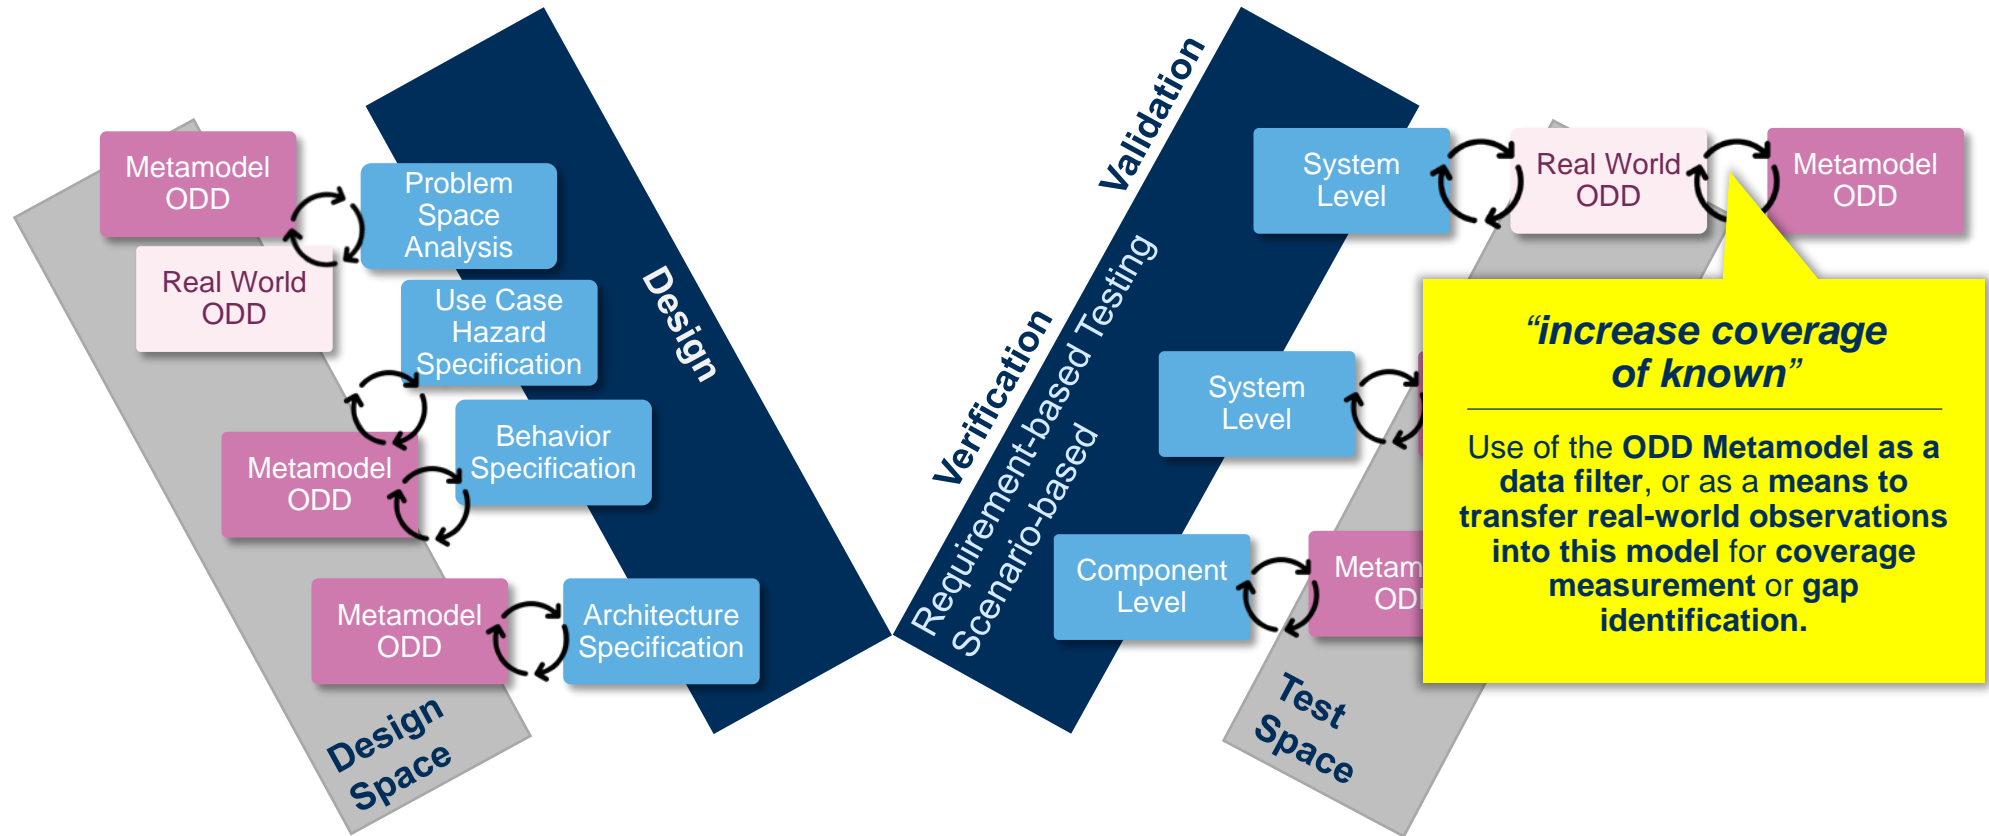 Metamodel
ODD
Real World
ODD
Problem
Space
Analysis
Use Case
Hazard
Specification
Metamodel
ODD
Behavior
Specification
Metamodel
ODD
Architecture
Specification
Design
Space
Design
Validation
Verification
Requirement-based Testing
Scenario-based
System
Level
Real World
ODD
Metamodel
ODD
System
Level
Component
Level
Test
Space
“increase coverage
of known”
Use of the ODD Metamodel as a
data filter, or as a means to
transfer real-world observations
into this model for coverage
measurement or gap
identification.